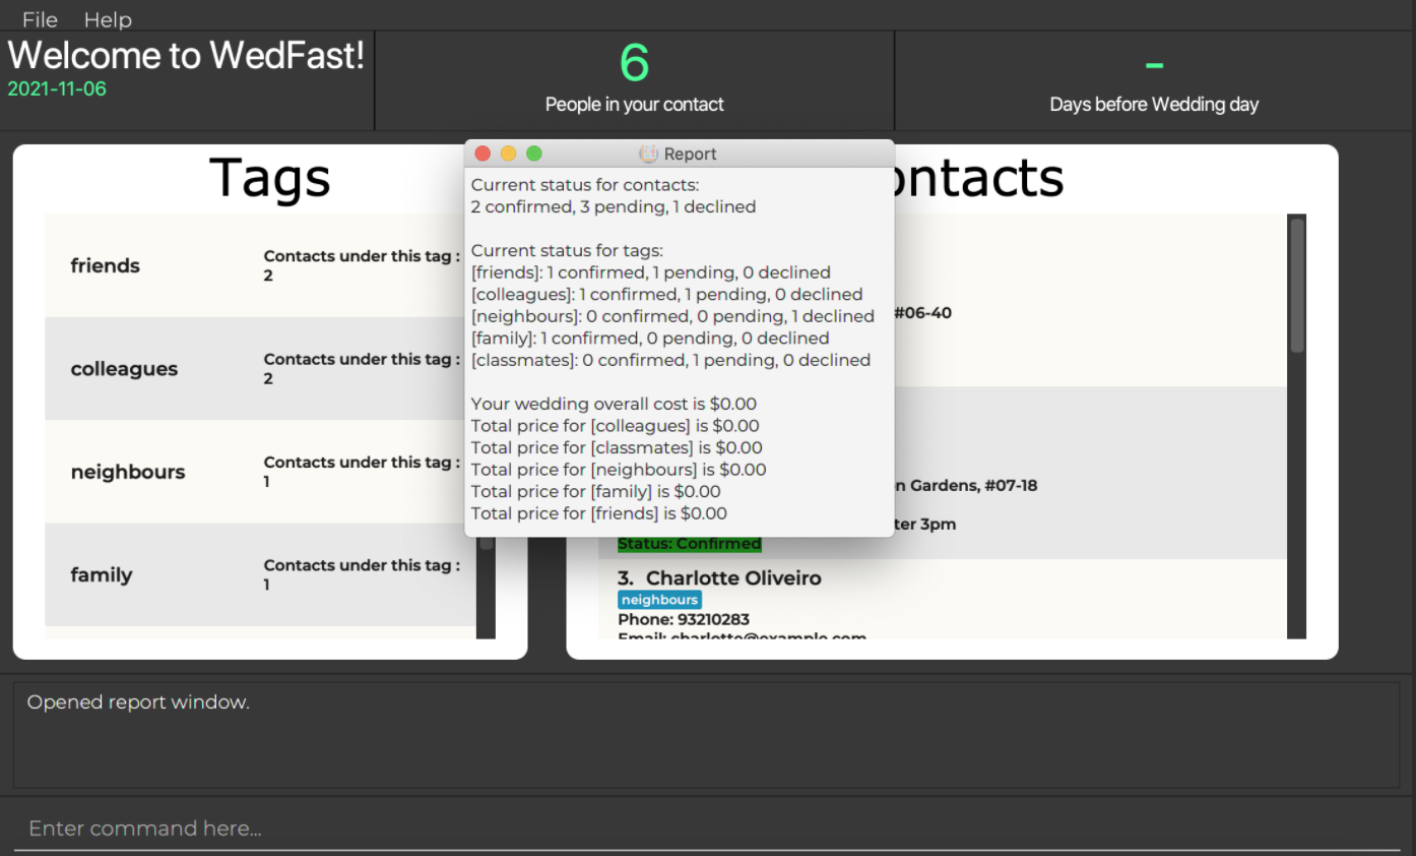 File Help
Welcome to WedFast!
2021-11-06
6
People in your contact
-
Days before Wedding day
Tags
friends
Contacts under this tag :
2
colleagues
Contacts under this tag :
2
neighbours
Contacts under this tag :
1
family
Contacts under this tag :
1
Report
Current status for contacts:
2 confirmed, 3 pending, 1 declined
Current status for tags:
[friends]: 1 confirmed, 1 pending, 0 declined
[colleagues]: 1 confirmed, 1 pending, 0 declined
[neighbours]: 0 confirmed, 0 pending, 1 declined
[family]: 1 confirmed, 0 pending, 0 declined
[classmates]: 0 confirmed, 1 pending, 0 declined
Your wedding overall cost is $0.00
Total price for [colleagues] is $0.00
Total price for [classmates] is $0.00
Total price for [neighbours] is $0.00
Total price for [family] is $0.00
Total price for [friends] is $0.00
ontacts
#06-40
n Gardens, #07-18
ter 3pm
Status: Confirmed
3. Charlotte Oliveiro
neighbours
Phone: 93210283
Email: charlotte@example.com
Opened report window.
Enter command here...